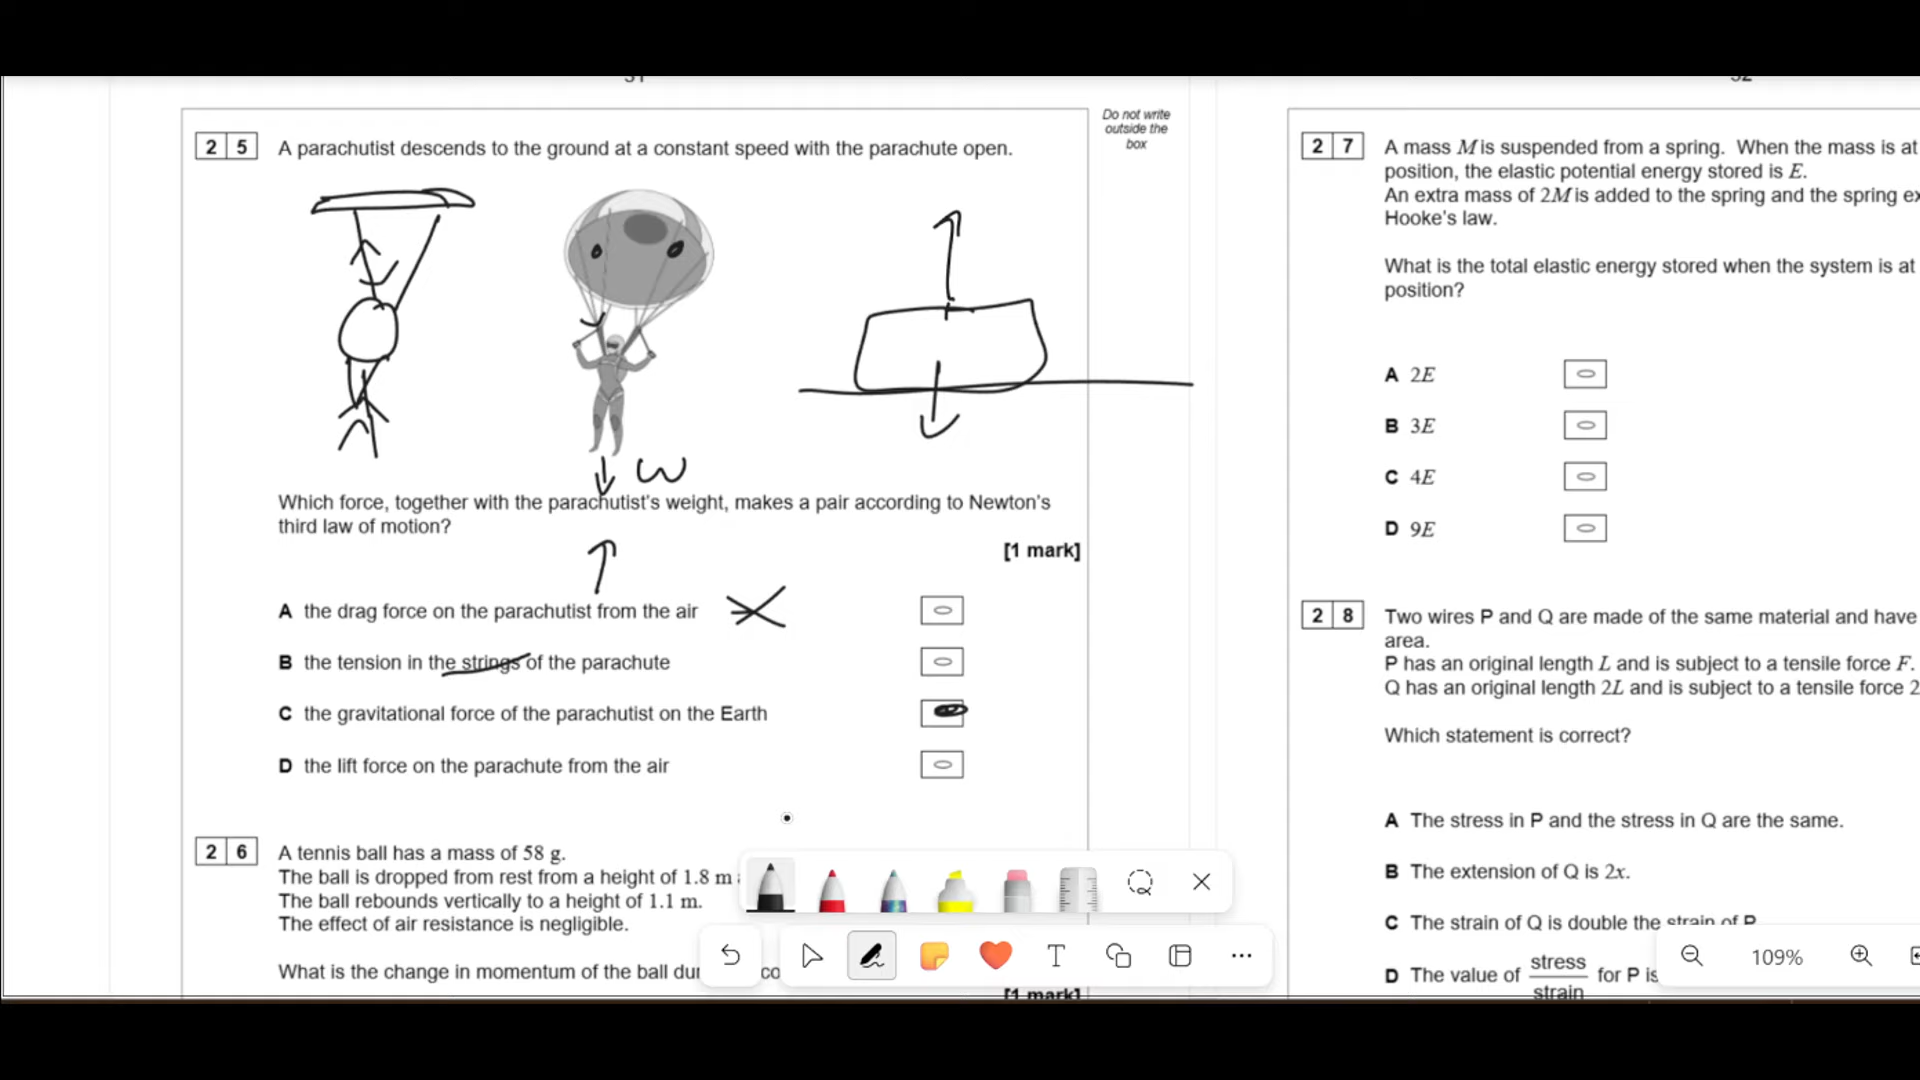 Do not write
outside the
box
2 5 A parachutist descends to the ground at a constant speed with the parachute open.
W
Which force, together with the parachutist's weight, makes a pair according to Newton's
third law of motion?
[1 mark]
A the drag force on the parachutist from the air
B the tension in the strings of the parachute
C the gravitational force of the parachutist on the Earth
D the lift force on the parachute from the air
2 6 A tennis ball has a mass of 58 g.
The ball is dropped from rest from a height of 1.8 m
The ball rebounds vertically to a height of 1.1 m.
The effect of air resistance is negligible.
What is the change in momentum of the ball du co
[1 mark]
2 7 A mass M is suspended from a spring. When the mass is at
position, the elastic potential energy stored is E.
An extra mass of 2M is added to the spring and the spring ex
Hooke's law.
What is the total elastic energy stored when the system is at
position?
A 2E
B 3E
C 4E
D 9E
2 8 Two wires P and Q are made of the same material and have
area.
P has an original length L and is subject to a tensile force F.
Q has an original length 2L and is subject to a tensile force 2
Which statement is correct?
A The stress in P and the stress in Q are the same.
B The extension of Q is 2x.
C The strain of Q is double the strain of P
D The value of stress/strain for P is
T
109%